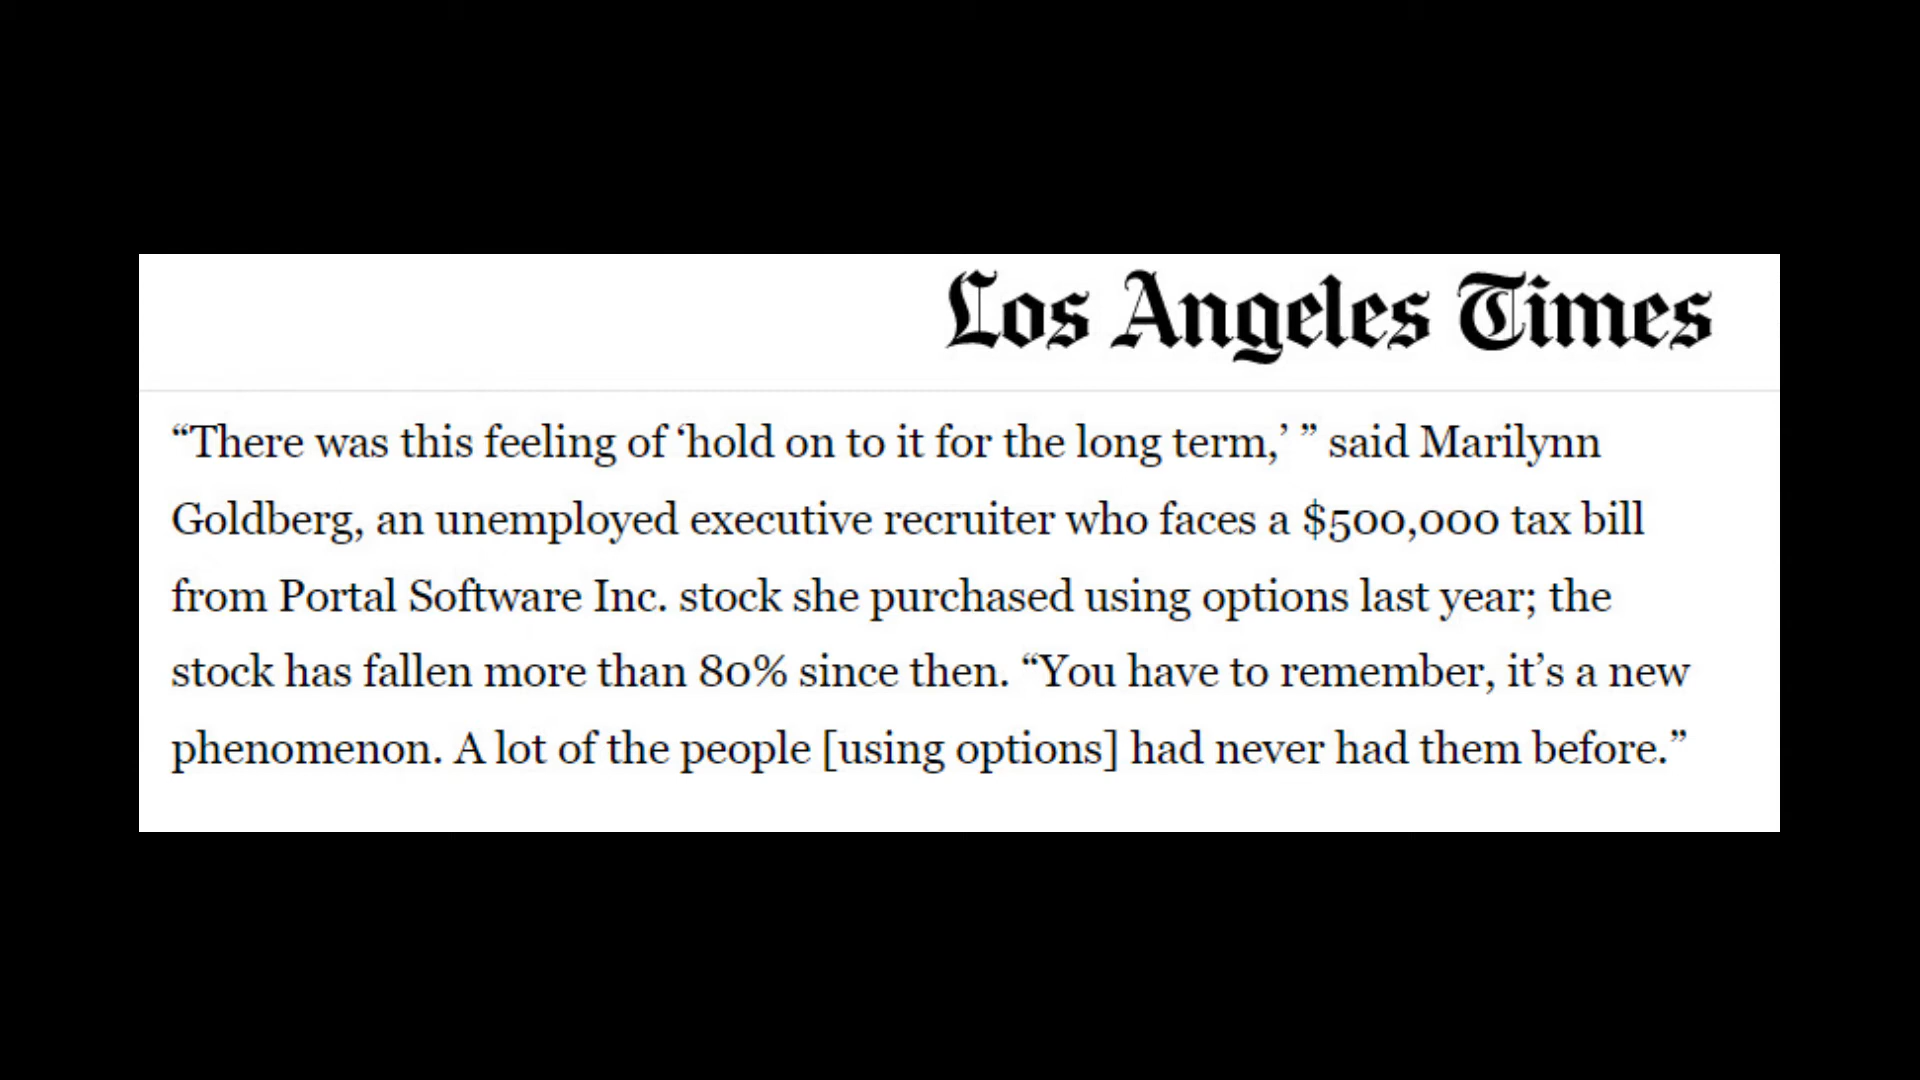 Los Angeles Times
“There was this feeling of ‘hold on to it for the long term,’ ” said Marilynn
Goldberg, an unemployed executive recruiter who faces a $500,000 tax bill
from Portal Software Inc. stock she purchased using options last year; the
stock has fallen more than 80% since then. “You have to remember, it’s a new
phenomenon. A lot of the people [using options] had never had them before.”